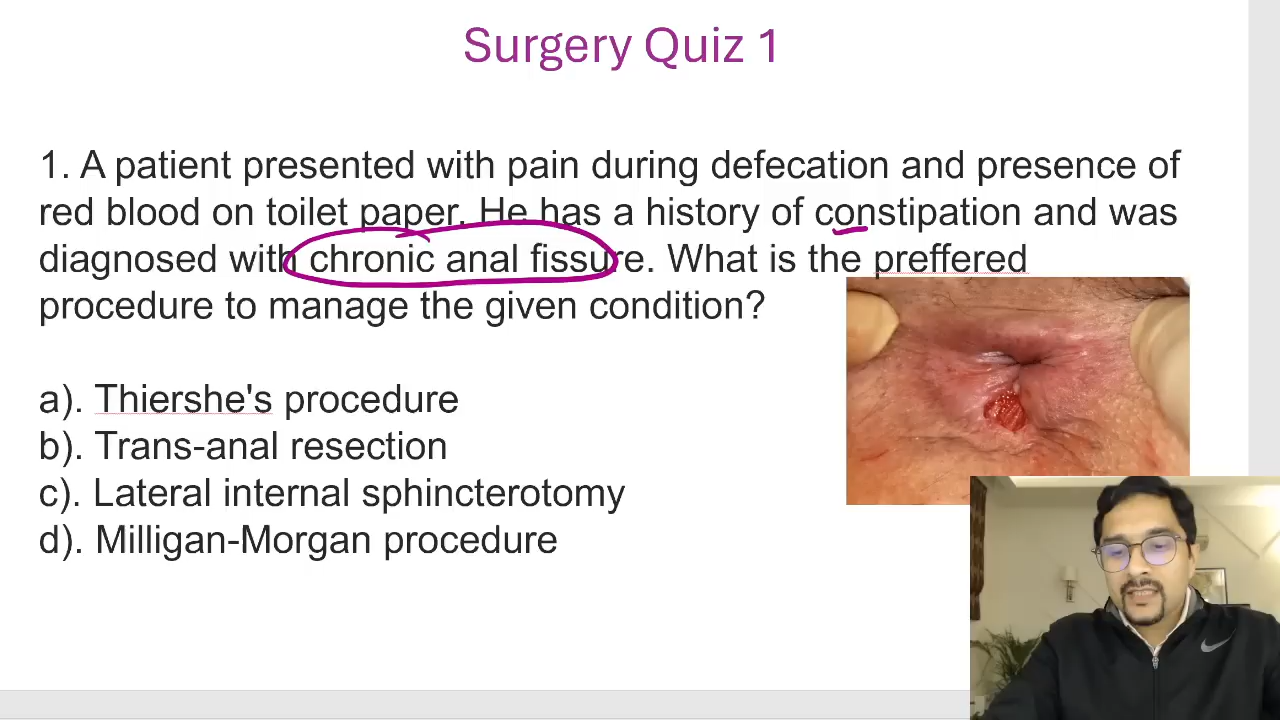 Surgery Quiz 1
1. A patient presented with pain during defecation and presence of
red blood on toilet paper. He has a history of constipation and was
diagnosed with chronic anal fissure. What is the preffered
procedure to manage the given condition?
a). Thiershe's procedure
b). Trans-anal resection
c). Lateral internal sphincterotomy
d). Milligan-Morgan procedure